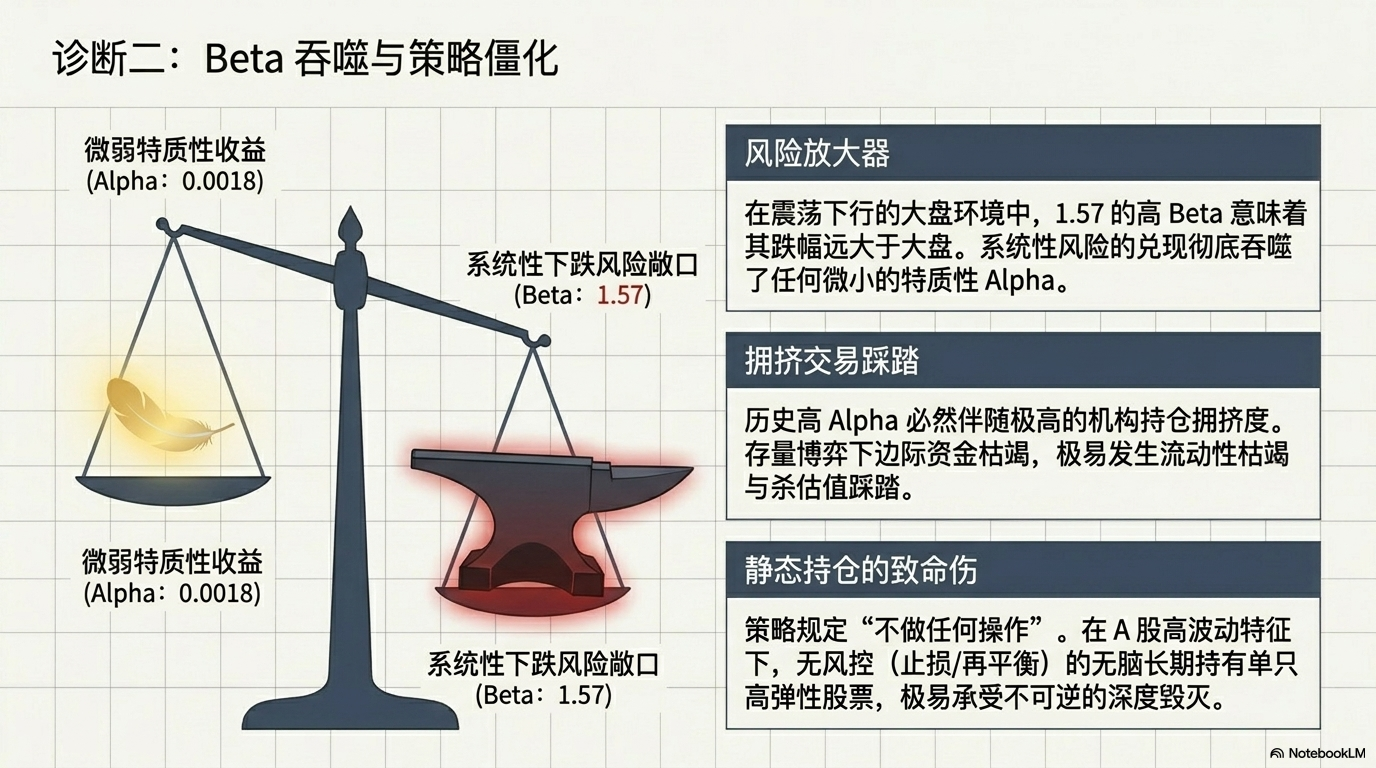 诊断二：Beta 吞噬与策略僵化
微弱特质性收益
(Alpha：0.0018)
系统性下跌风险敞口
(Beta：1.57)
微弱特质性收益
(Alpha：0.0018)
系统性下跌风险敞口
(Beta：1.57)
风险放大器
在震荡下行的大盘环境中，1.57 的高 Beta 意味着
其跌幅远大于大盘。系统性风险的兑现彻底吞噬
了任何微小的特质性 Alpha。
拥挤交易踩踏
历史高 Alpha 必然伴随极高的机构持仓拥挤度。
存量博弈下边际资金枯竭，极易发生流动性枯竭
与杀估值踩踏。
静态持仓的致命伤
策略规定“不做任何操作”。在 A 股高波动特征
下，无风控（止损/再平衡）的无脑长期持有单只
高弹性股票，极易承受不可逆的深度毁灭。
NotebookLM